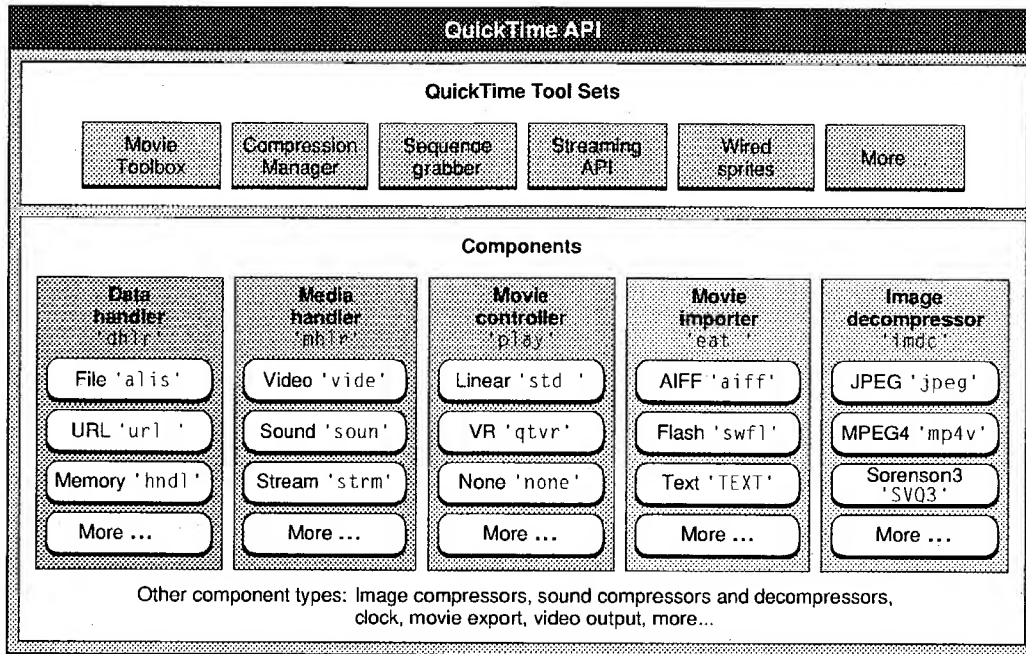 QuickTime API
QuickTime Tool Sets
Movie
Toolbox
Compression
Manager
Sequence
grabber
Streaming
API
Wired
sprites
More
Components
Data
handler
'dhlr'
File 'alis'
URL 'url '
Memory 'hndl'
More ...
Media
handler
'mhlr'
Video 'vide'
Sound 'soun'
Stream 'strm'
More ...
Movie
controller
'play'
Linear 'std '
VR 'qtvr'
None 'none'
More ...
Movie
importer
'eat '
AIFF 'aiff'
Flash 'swfl'
Text 'TEXT'
More ...
Image
decompressor
'imdc'
JPEG 'jpeg'
MPEG4 'mp4v'
Sorenson3
'SVQ3'
More ...
Other component types: Image compressors, sound compressors and decompressors,
clock, movie export, video output, more...